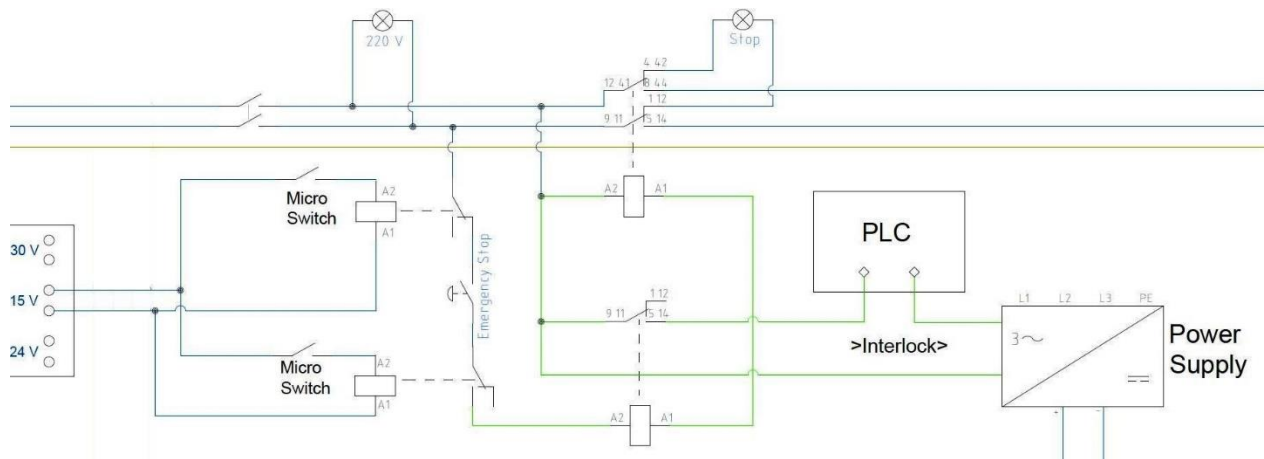 220 V
Stop
4 42
12 41
8 44
1 12
9 11
5 14
Micro
Switch
A2
A1
A2
A1
PLC
30 V
15 V
24 V
Emergency Stop
1 12
9 11
5 14
>Interlock>
L1
L2
L3
PE
3
Power
Supply
+
-
Micro
Switch
A2
A1
A2
A1